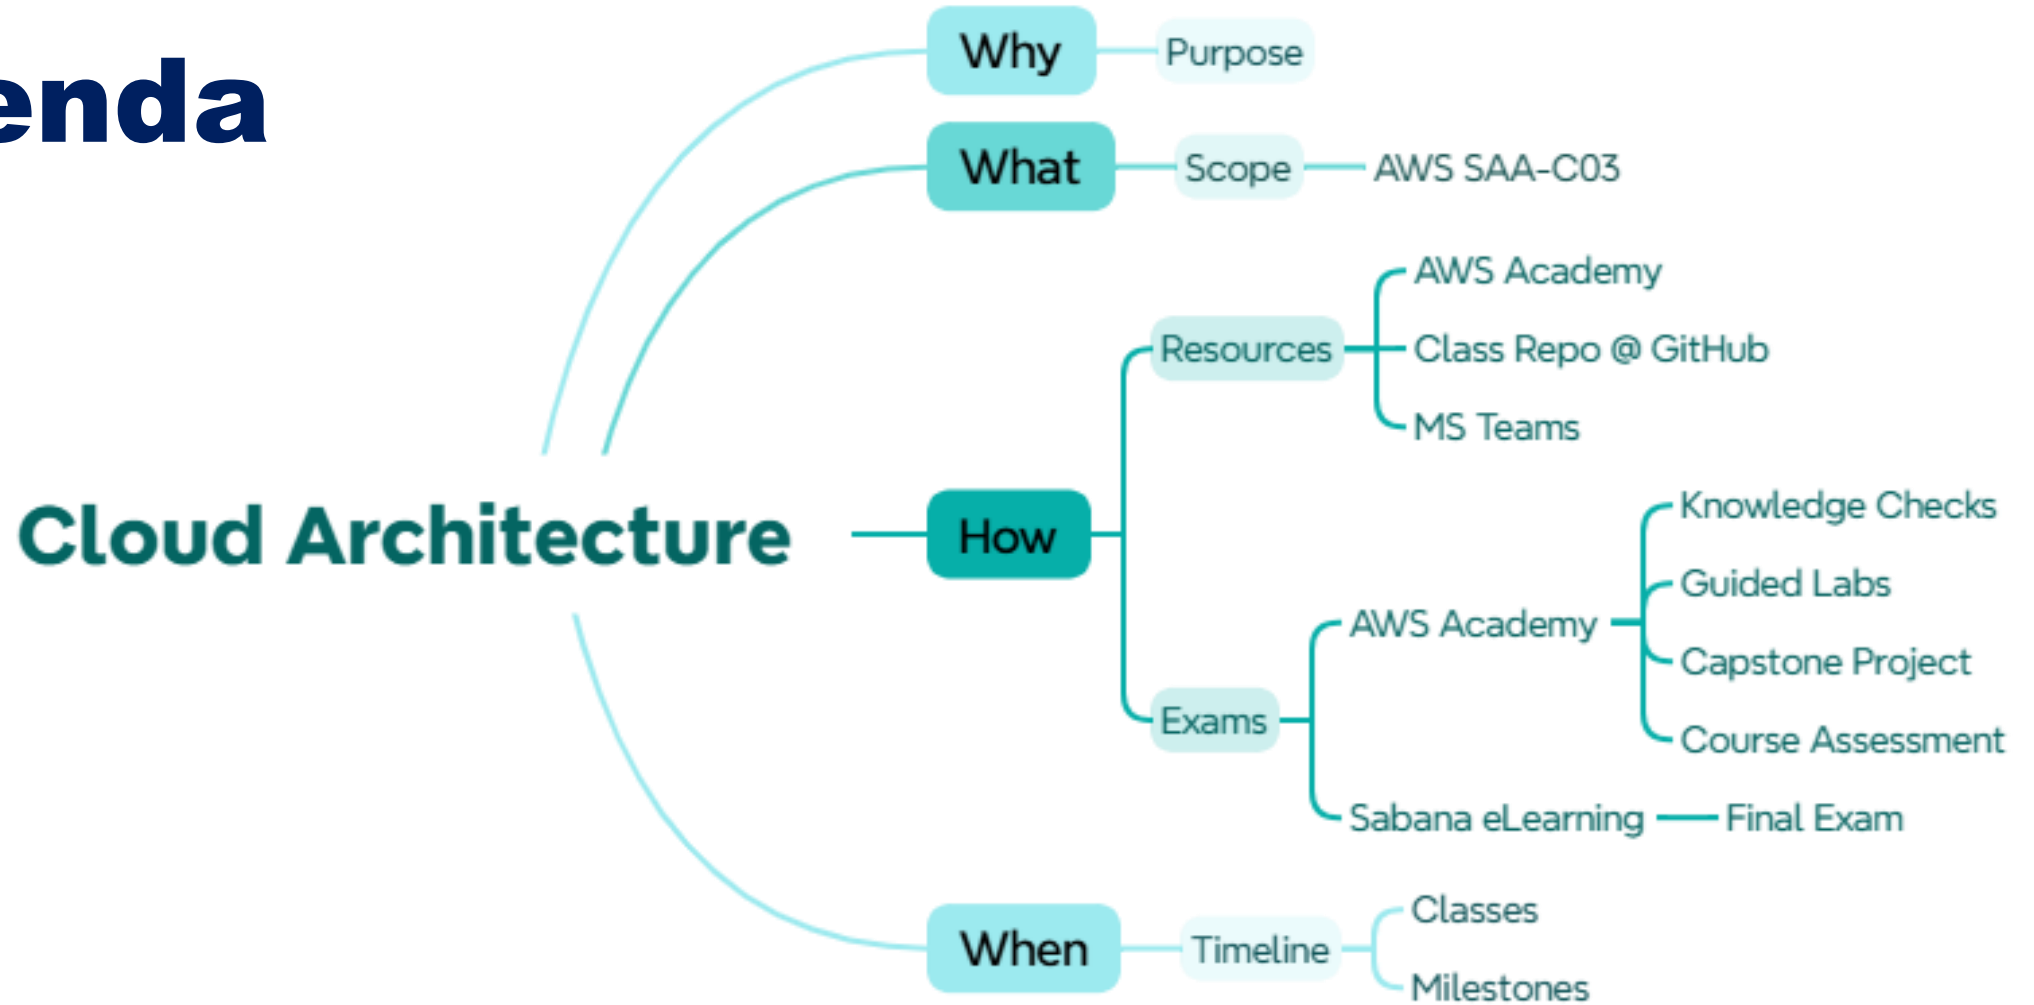 enda
Why
Purpose
What
Scope
AWS SAA-C03
AWS Academy
Resources
Class Repo @ GitHub
MS Teams
Cloud Architecture
How
Knowledge Checks
Guided Labs
AWS Academy
Capstone Project
Exams
Course Assessment
Sabana eLearning
Final Exam
When
Timeline
Classes
Milestones